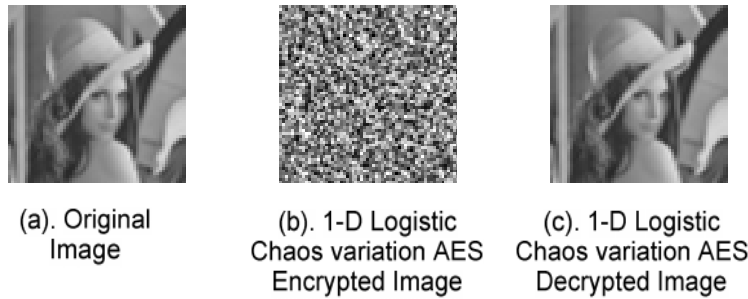 (a). Original
Image
(b). 1-D Logistic
Chaos variation AES
Encrypted Image
(c). 1-D Logistic
Chaos variation AES
Decrypted Image